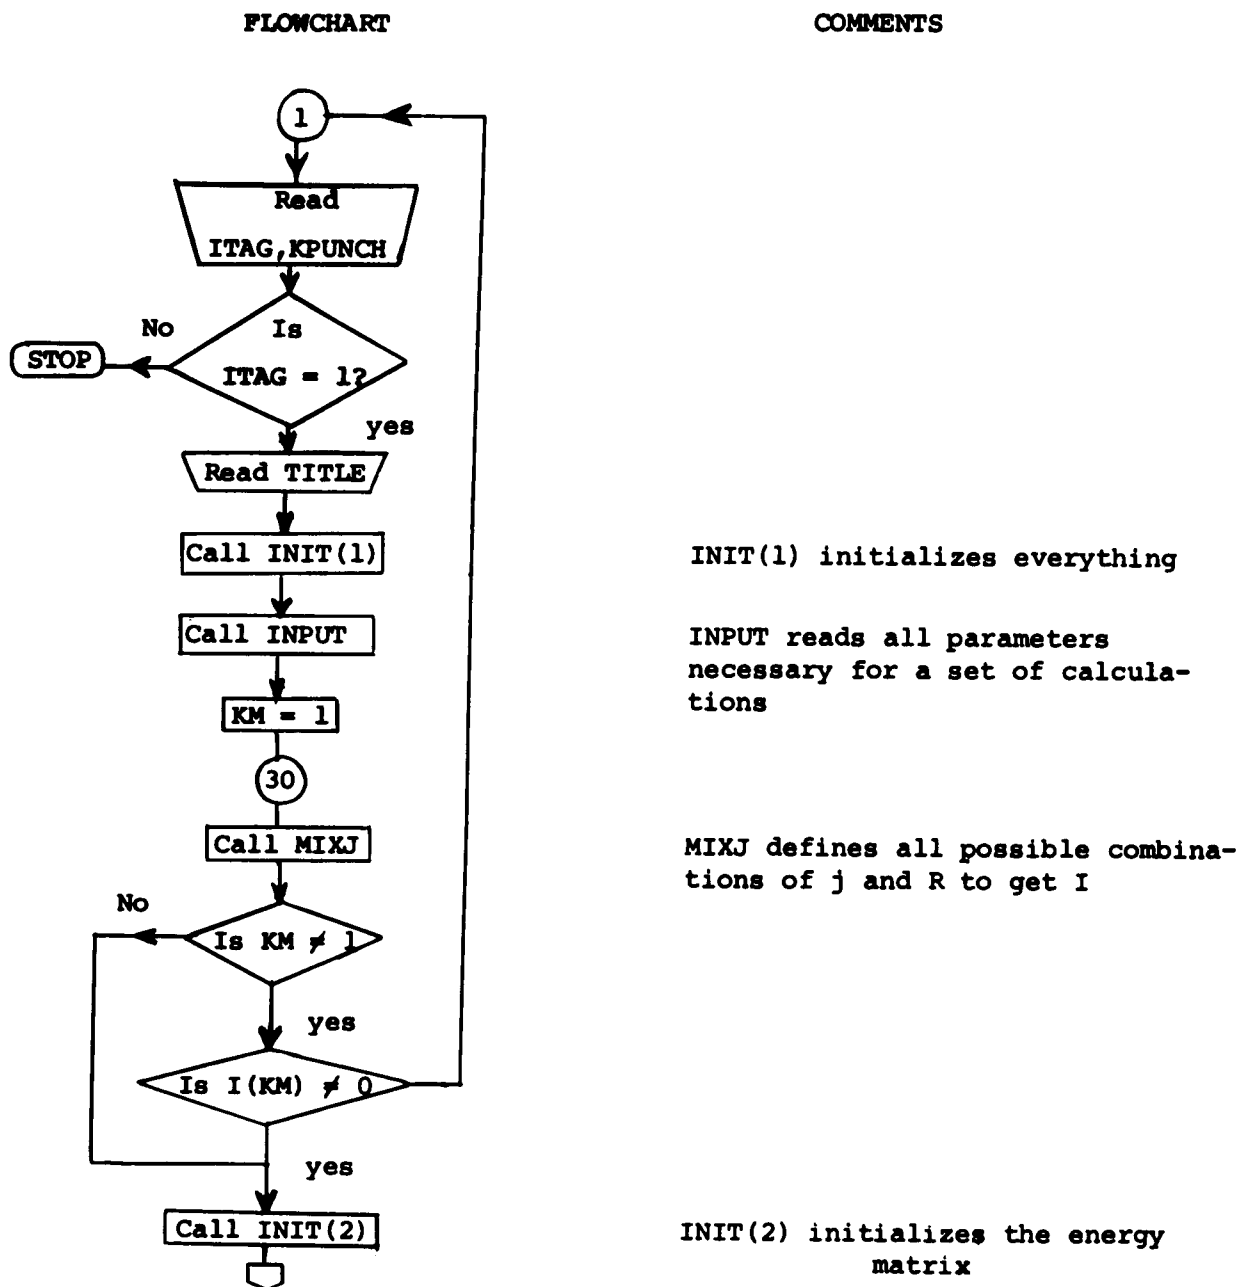 FLOWCHART
COMMENTS
1
Read
ITAG,KPUNCH
No
Is
STOP
ITAG = 1?
yes
Read TITLE
Call INIT(1)
INIT(1) initializes everything
Call INPUT
INPUT reads all parameters
necessary for a set of calcula-
tions
KM = 1
30
Call MIXJ
MIXJ defines all possible combina-
tions of j and R to get I
No
Is KM ≠ 1
yes
Is I(KM) ≠ 0
yes
Call INIT(2)
INIT(2) initializes the energy
matrix